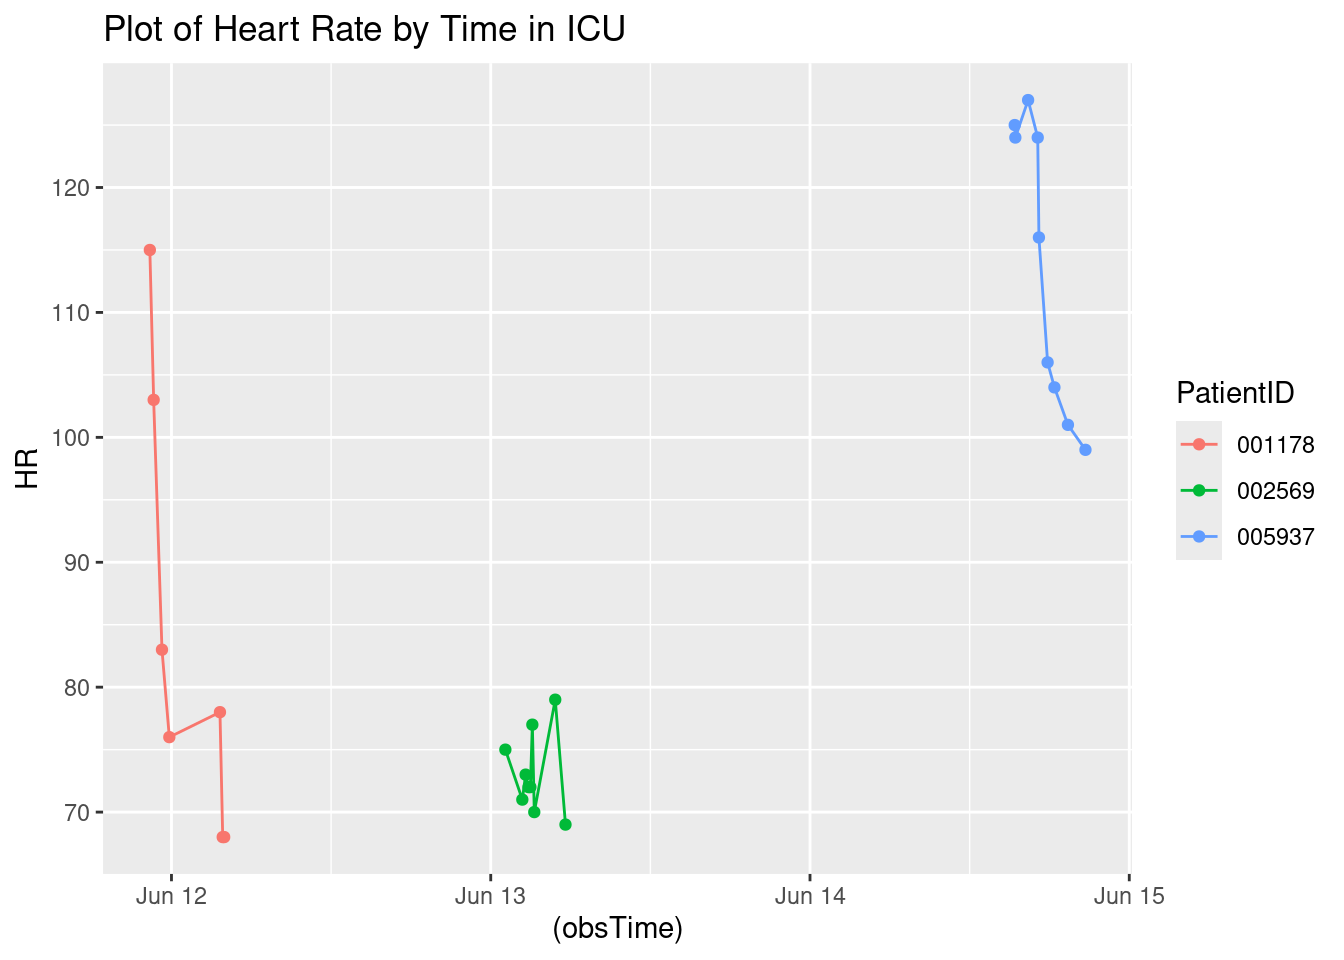 Plot of Heart Rate by Time in ICU
120
110
100
90
80
70
HR
Jun 12
Jun 13
Jun 14
Jun 15
(obsTime)
PatientID
001178
002569
005937